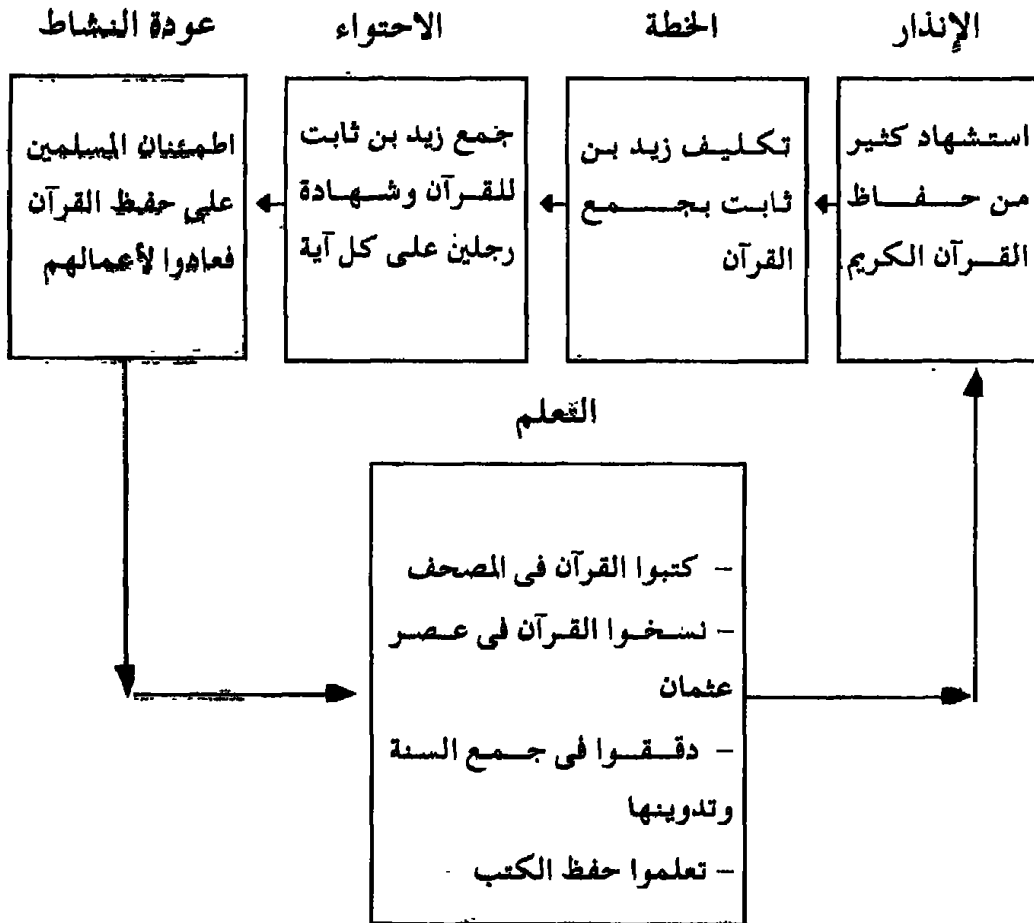 الإنذار
الخطة
الاحتواء
عودة النشاط
استشهاد كثير
من حفاظ
القرآن الكريم
تكليف زيد بن
ثابت بجمع
القرآن
جمع زيد بن ثابت
للقرآن وشهادة
رجلين على كل آية
اطمئنان المسلمين
على حفظ القرآن
فعادوا لأعمالهم
التعلم
- كتبوا القرآن فى المصحف
- نسخوا القرآن فى عصر
عثمان
- دققوا فى جمع السنة
وتدوينها
- تعلموا حفظ الكتب